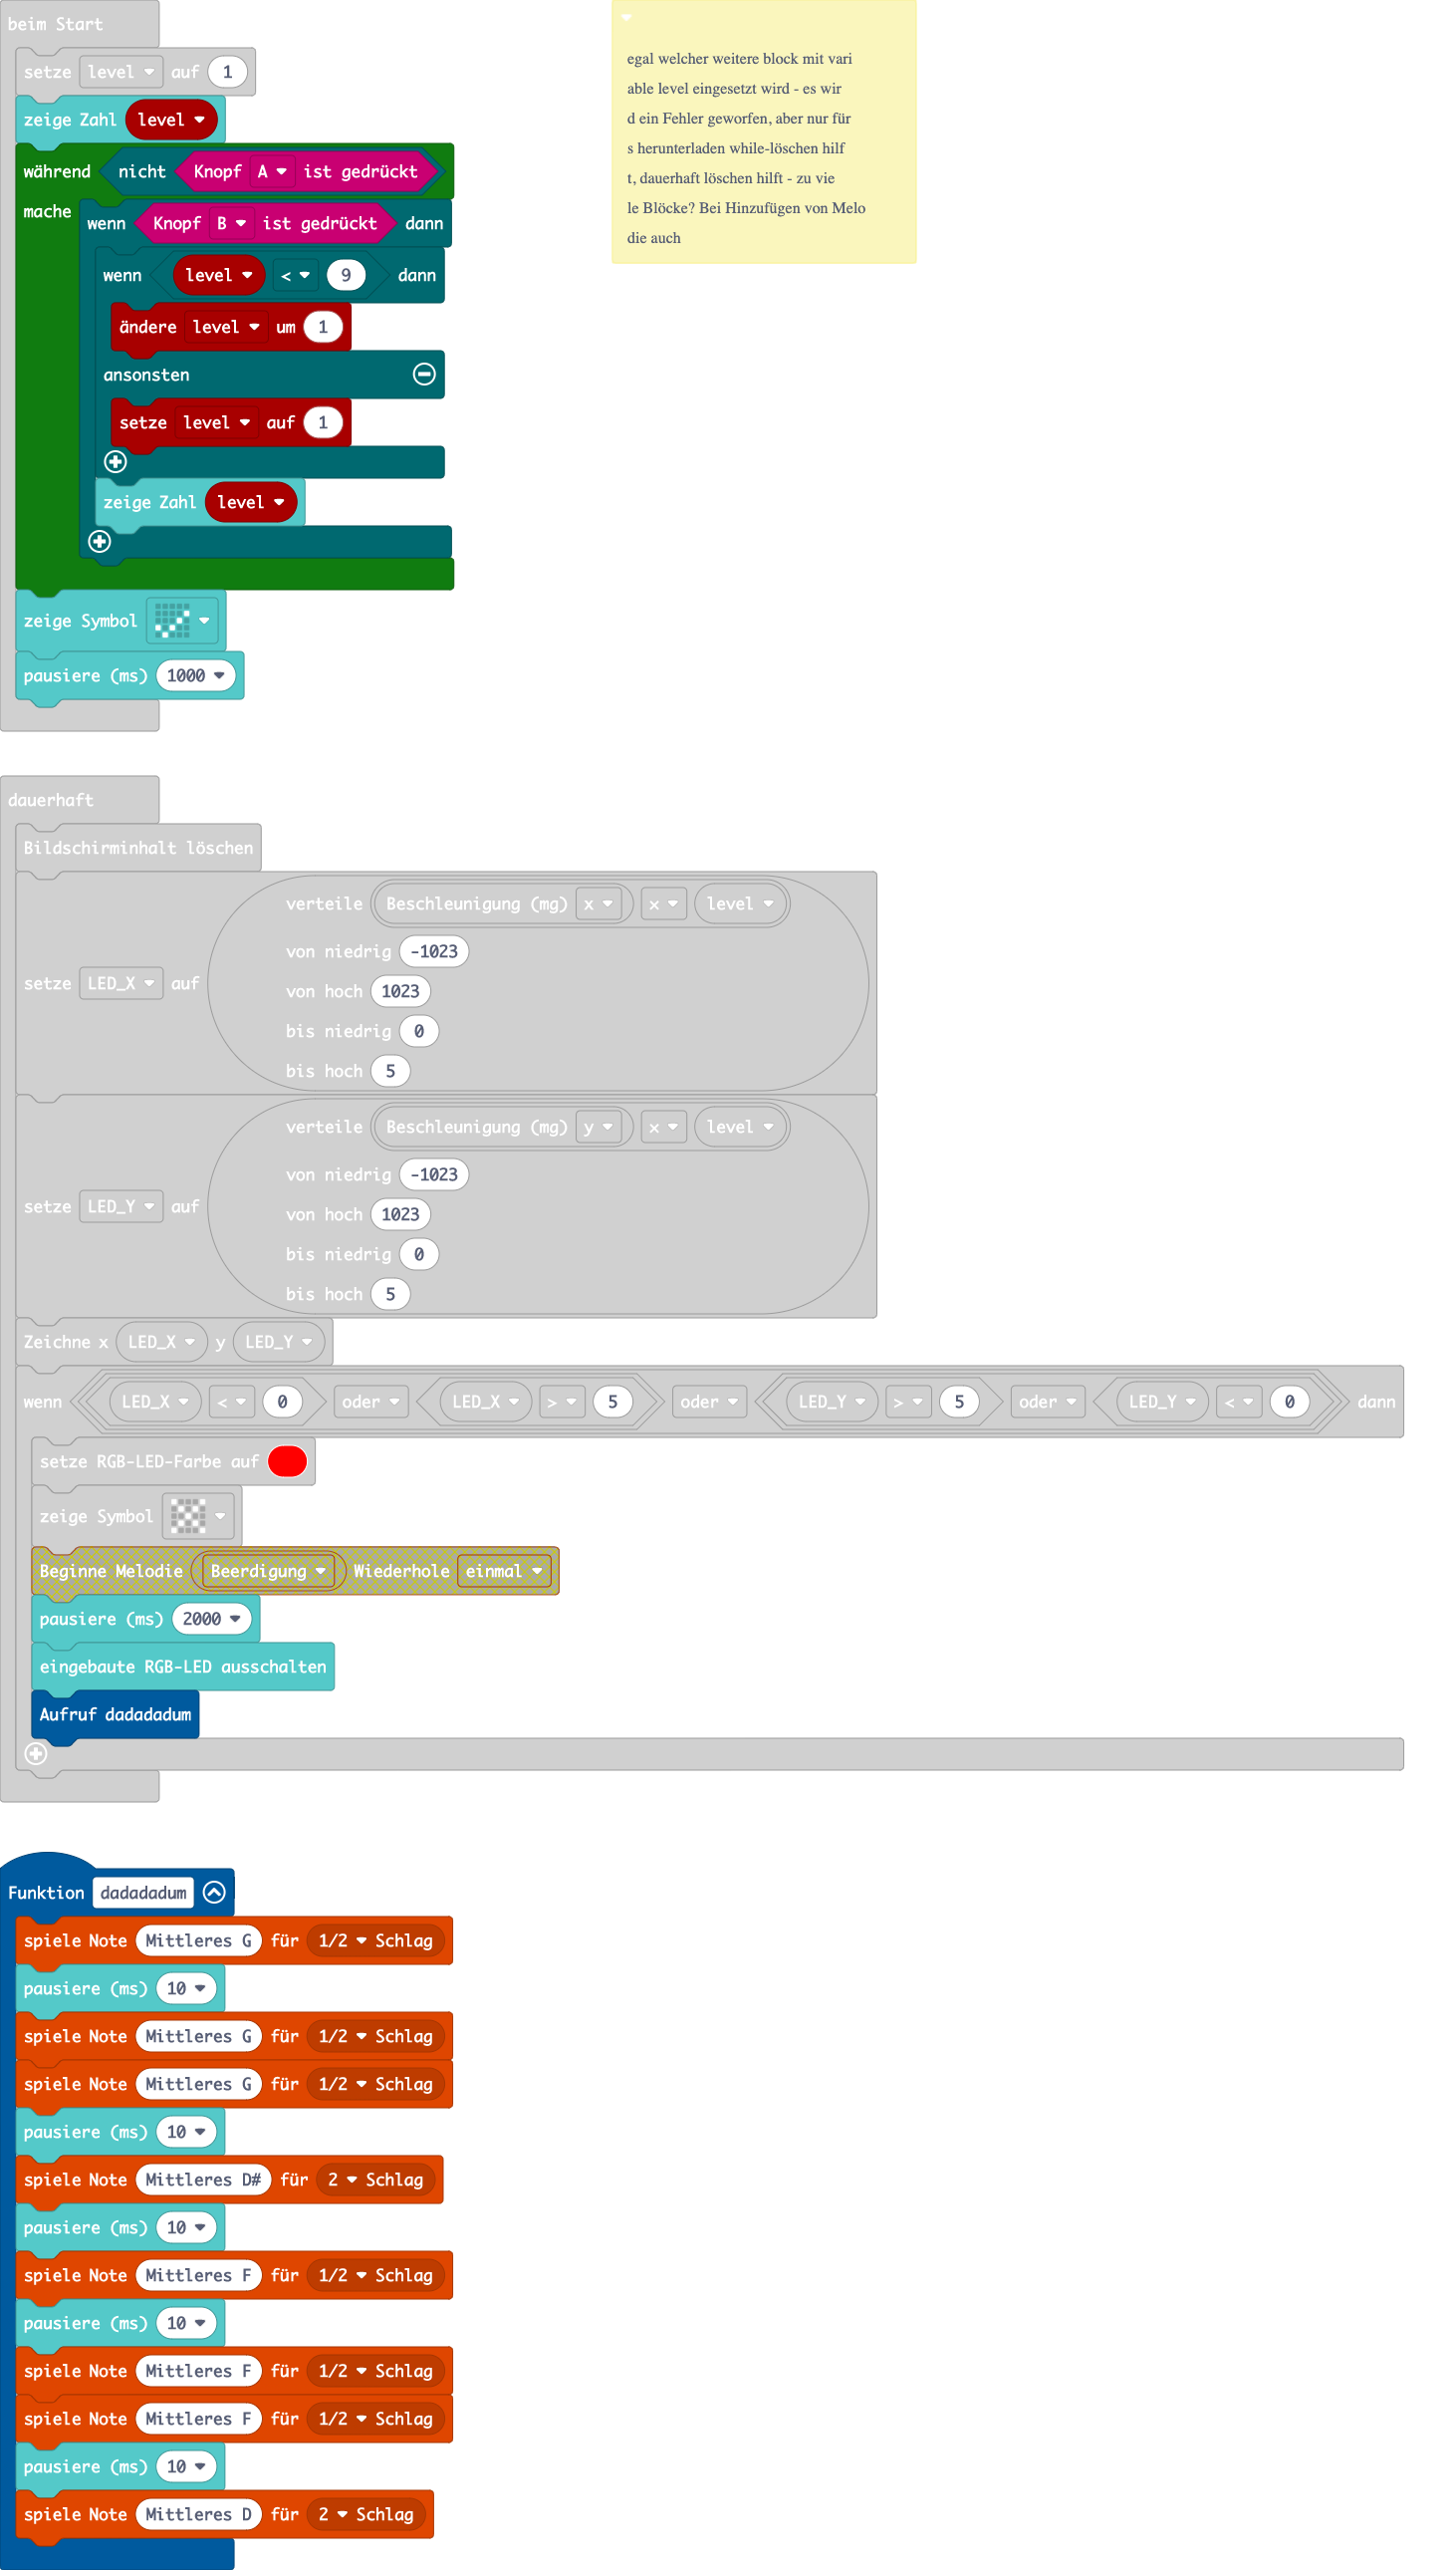 beim Start
setze level auf 1
zeige Zahl level
während nicht Knopf A ist gedrückt
mache wenn Knopf B ist gedrückt dann
wenn level < 9 dann
ändere level um 1
ansonsten
setze level auf 1
zeige Zahl level
zeige Symbol
pausiere (ms) 1000
egal welcher weitere block mit vari
able level eingesetzt wird - es wir
d ein Fehler geworfen, aber nur für
s herunterladen while-löschen hilf
t, dauerhaft löschen hilft - zu vie
le Blöcke? Bei Hinzufügen von Melo
die auch
dauerhaft
Bildschirminhalt löschen
setze LED_X auf verteile Beschleunigung (mg) x × level
von niedrig -1023
von hoch 1023
bis niedrig 0
bis hoch 5
setze LED_Y auf verteile Beschleunigung (mg) y × level
von niedrig -1023
von hoch 1023
bis niedrig 0
bis hoch 5
Zeichne x LED_X y LED_Y
wenn LED_X < 0 oder LED_X > 5 oder LED_Y > 5 oder LED_Y < 0 dann
setze RGB-LED-Farbe auf
zeige Symbol
Beginne Melodie Beerdigung Wiederhole einmal
pausiere (ms) 2000
eingebaute RGB-LED ausschalten
Aufruf dadadadum
Funktion dadadadum
spiele Note Mittleres G für 1/2 Schlag
pausiere (ms) 10
spiele Note Mittleres G für 1/2 Schlag
spiele Note Mittleres G für 1/2 Schlag
pausiere (ms) 10
spiele Note Mittleres D# für 2 Schlag
pausiere (ms) 10
spiele Note Mittleres F für 1/2 Schlag
pausiere (ms) 10
spiele Note Mittleres F für 1/2 Schlag
spiele Note Mittleres F für 1/2 Schlag
pausiere (ms) 10
spiele Note Mittleres D für 2 Schlag